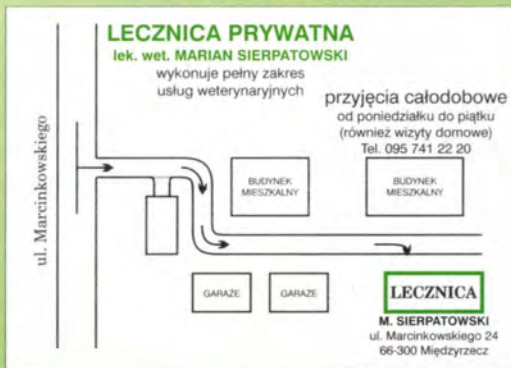 LECZNICA PRYWATNA
lek. wet. MARIAN SIERPATOWSKI
wykonuje pełny zakres
usług weterynaryjnych
przyjęcia całodobowe
od poniedziałku do piątku
(również wizyty domowe)
Tel. 095 741 22 20
ul. Marcinkowskiego
BUDYNEK
MIESZKALNY
BUDYNEK
MIESZKALNY
GARAŻE
GARAŻE
LECZNICA
M. SIERPATOWSKI
ul. Marcinkowskiego 24
66-300 Międzyrzecz